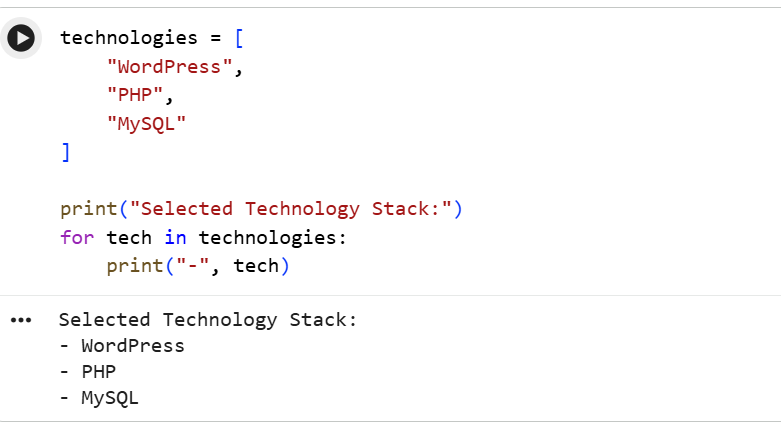 technologies = [
    "WordPress",
    "PHP",
    "MySQL"
]
print("Selected Technology Stack:")
for tech in technologies:
    print("-", tech)
Selected Technology Stack:
- WordPress
- PHP
- MySQL